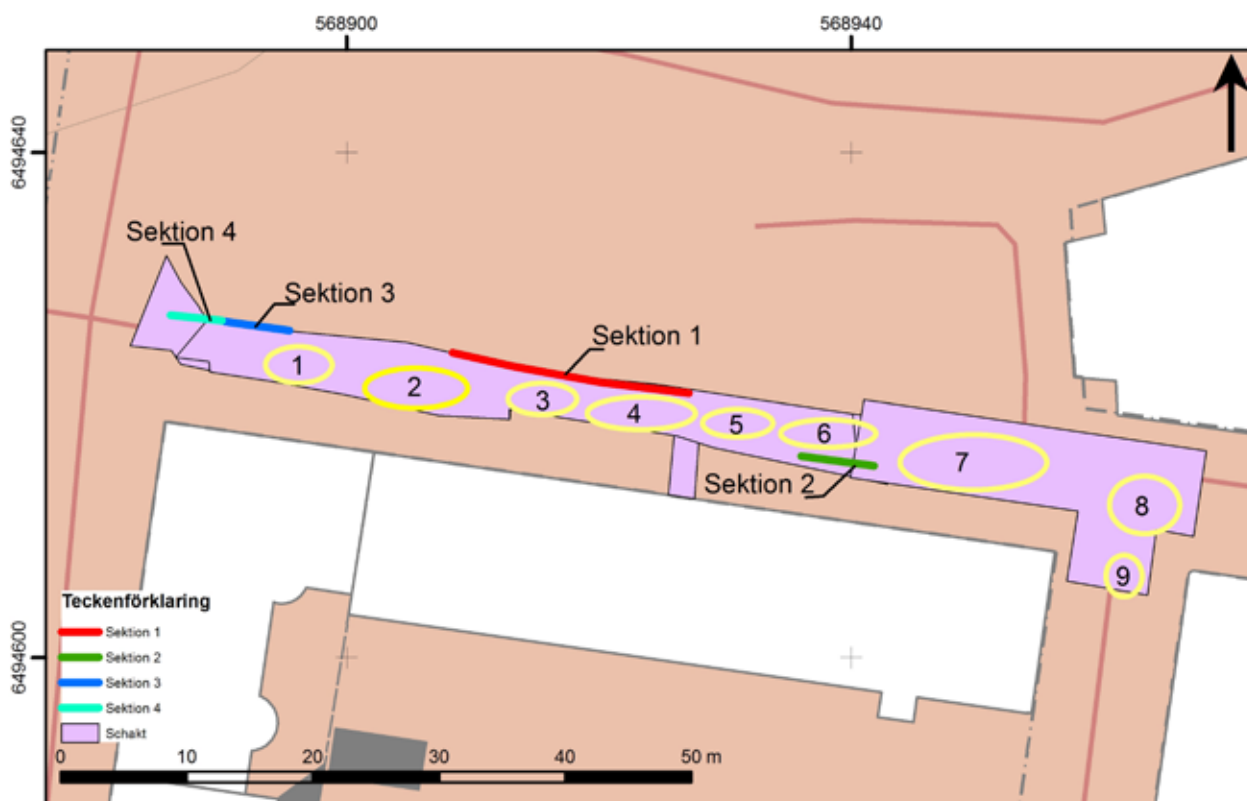 568900
568940
6494640
Sektion 4
Sektion 3
Sektion 1
1
2
3
4
5
6
7
Sektion 2
8
9
6494600
Teckenförklaring
Sektion 1
Sektion 2
Sektion 3
Sektion 4
Schakt
0 10 20 30 40 50 m